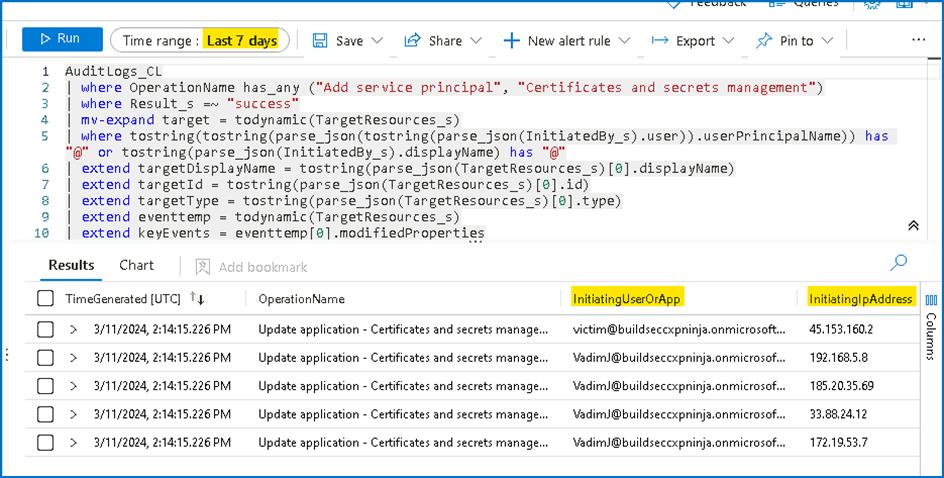 Feedback Queries
Run Time range : Last 7 days Save Share New alert rule Export Pin to ...
1 AuditLogs_CL
2 | where OperationName has_any ("Add service principal", "Certificates and secrets management")
3 | where Result_s =~ "success"
4 | mv-expand target = todynamic(TargetResources_s)
5 | where tostring(tostring(parse_json(tostring(parse_json(InitiatedBy_s).user)).userPrincipalName)) has
"@" or tostring(parse_json(InitiatedBy_s).displayName) has "@"
6 | extend targetDisplayName = tostring(parse_json(TargetResources_s)[0].displayName)
7 | extend targetId = tostring(parse_json(TargetResources_s)[0].id)
8 | extend targetType = tostring(parse_json(TargetResources_s)[0].type)
9 | extend eventtemp = todynamic(TargetResources_s)
10 | extend keyEvents = eventtemp[0].modifiedProperties
Results Chart Add bookmark
TimeGenerated [UTC] OperationName InitiatingUserOrApp InitiatingIpAddress
3/11/2024, 2:14:15.226 PM Update application - Certificates and secrets manage... victim@buildseccxpninja.onmicrosoft... 45.153.160.2
3/11/2024, 2:14:15.226 PM Update application - Certificates and secrets manage... VadimJ@buildseccxpninja.onmicrosof... 192.168.5.8
3/11/2024, 2:14:15.226 PM Update application - Certificates and secrets manage... VadimJ@buildseccxpninja.onmicrosof... 185.20.35.69
3/11/2024, 2:14:15.226 PM Update application - Certificates and secrets manage... VadimJ@buildseccxpninja.onmicrosof... 33.88.24.12
3/11/2024, 2:14:15.226 PM Update application - Certificates and secrets manage... VadimJ@buildseccxpninja.onmicrosof... 172.19.53.7
Columns